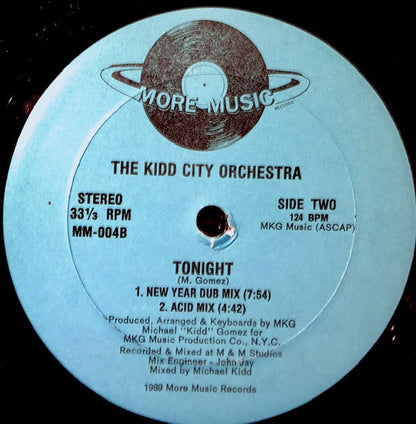 MORE MUSIC
RECORDS
THE KIDD CITY ORCHESTRA
STEREO
33⅓ RPM
MM-004B
SIDE TWO
124 BPM
MKG Music (ASCAP)
TONIGHT
(M. Gomez)
1. NEW YEAR DUB MIX (7:54)
2. ACID MIX (4:42)
Produced, Arranged & Keyboards by MKG
Michael "Kidd" Gomez for
MKG Music Production Co., N.Y.C.
Recorded & Mixed at M & M Studios
Mix Engineer - John Jay
Mixed by Michael Kidd
1989 More Music Records